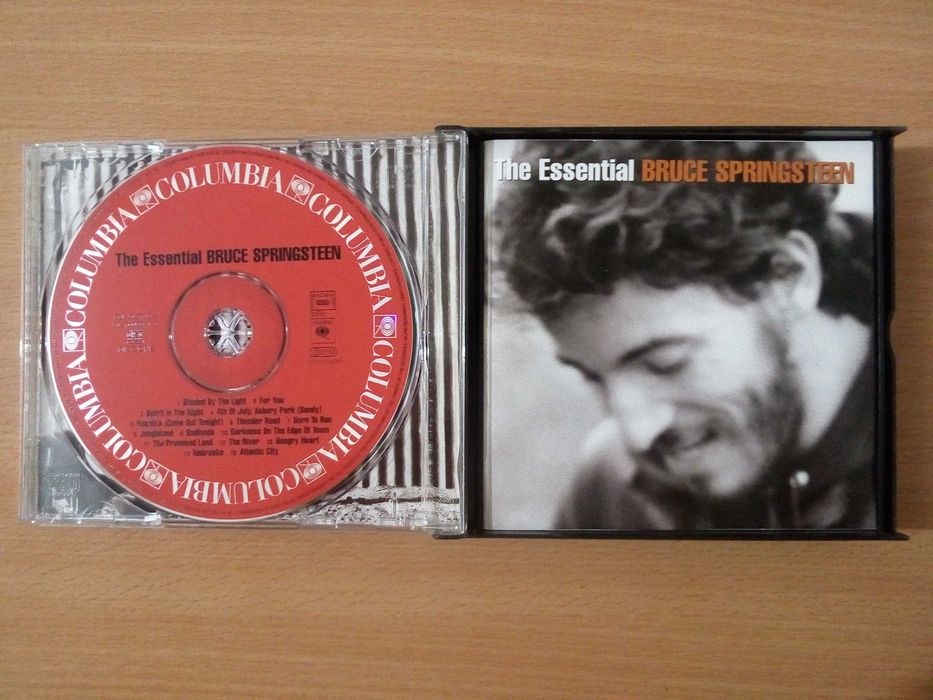 COLUMBIA COLUMBIA COLUMBIA COLUMBIA COLUMBIA COLUMBIA COLUMBIA
The Essential BRUCE SPRINGSTEEN
1 Blinded By The Light 2 For You
3 Spirit In The Night 4 4th Of July, Asbury Park (Sandy)
5 Rosalita (Come Out Tonight) 6 Thunder Road 7 Born To Run
8 Jungleland 9 Badlands 10 Darkness On The Edge Of Town
11 The Promised Land 12 The River 13 Hungry Heart
14 Nebraska 15 Atlantic City
The Essential BRUCE SPRINGSTEEN